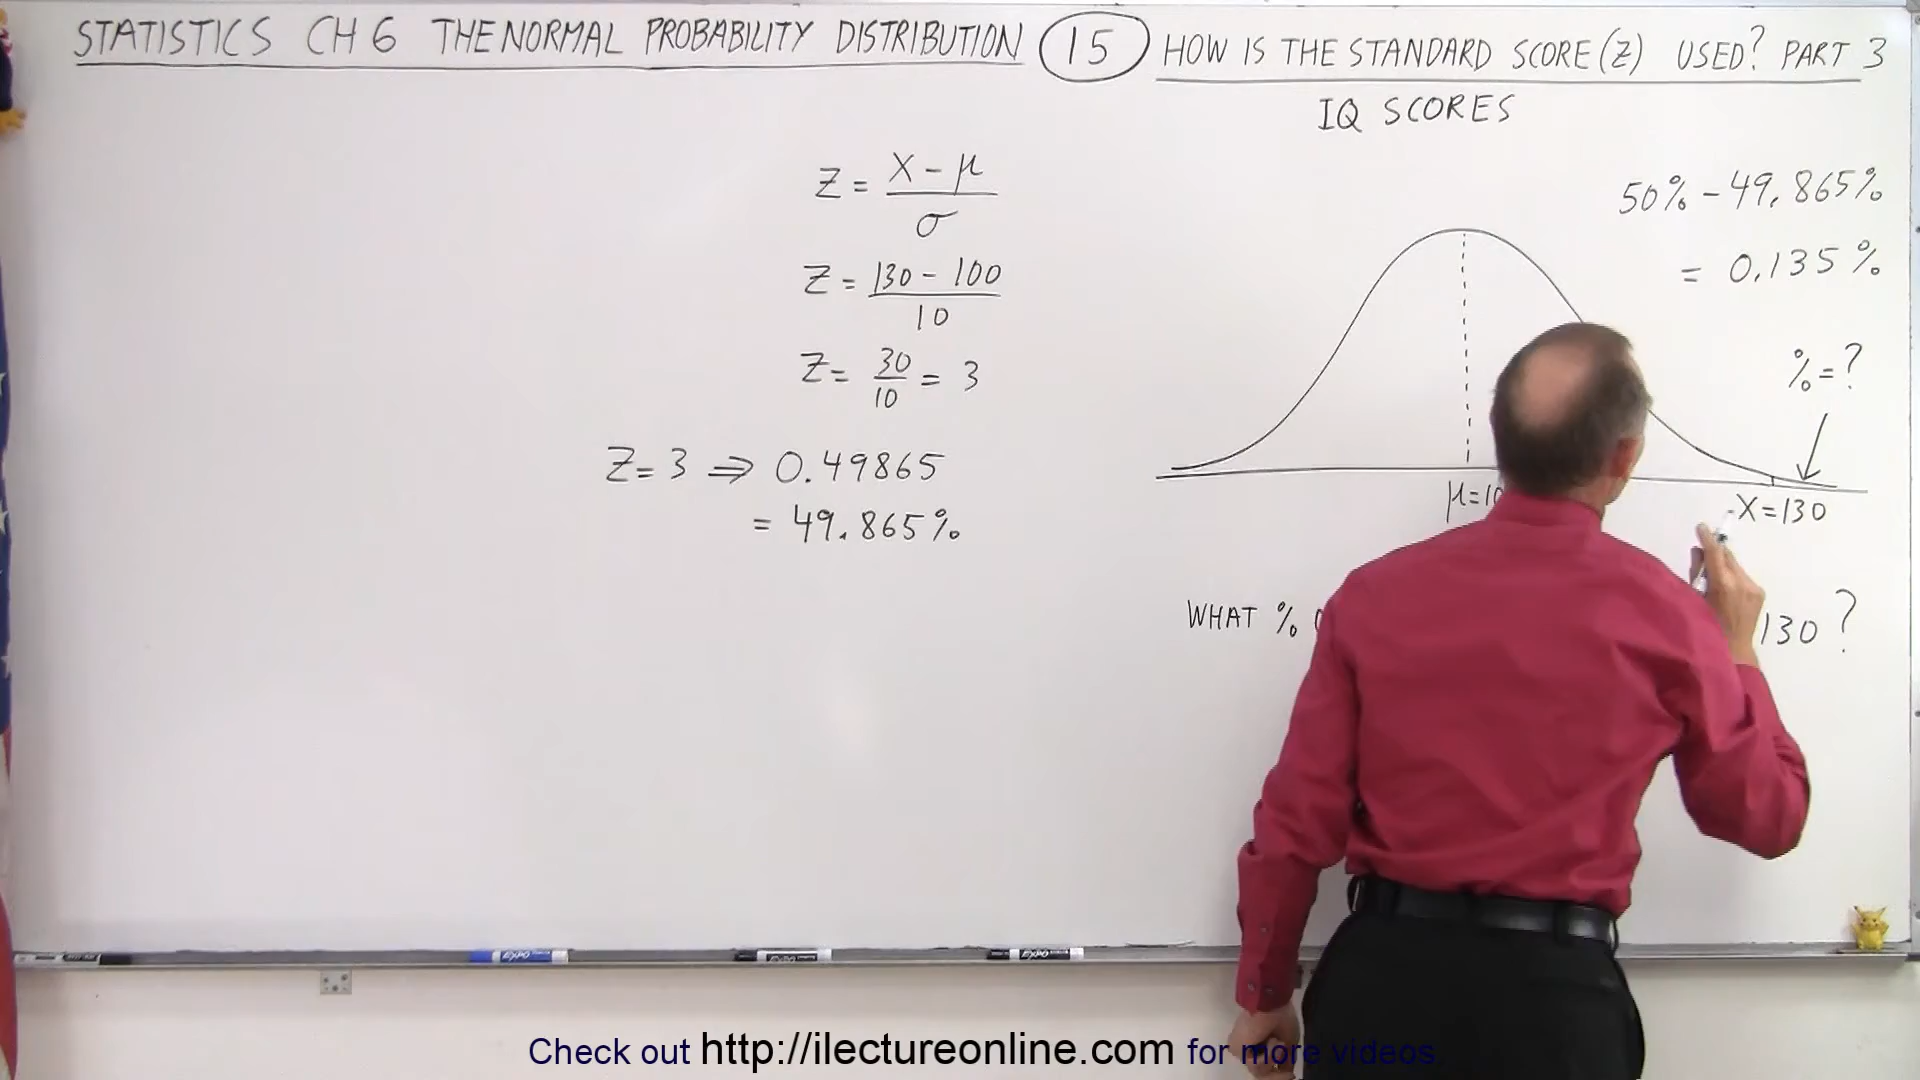 STATISTICS CH 6 THE NORMAL PROBABILITY DISTRIBUTION 15 HOW IS THE STANDARD SCORE (Z) USED? PART 3
IQ SCORES
Z = X - μ / σ
Z = 130 - 100 / 10
Z = 30 / 10 = 3
Z = 3 ⇒ 0.49865
= 49.865%
50% - 49.865%
= 0.135%
% = ?
μ = 10
X = 130
WHAT % 130?
Check out http://ilectureonline.com for more videos